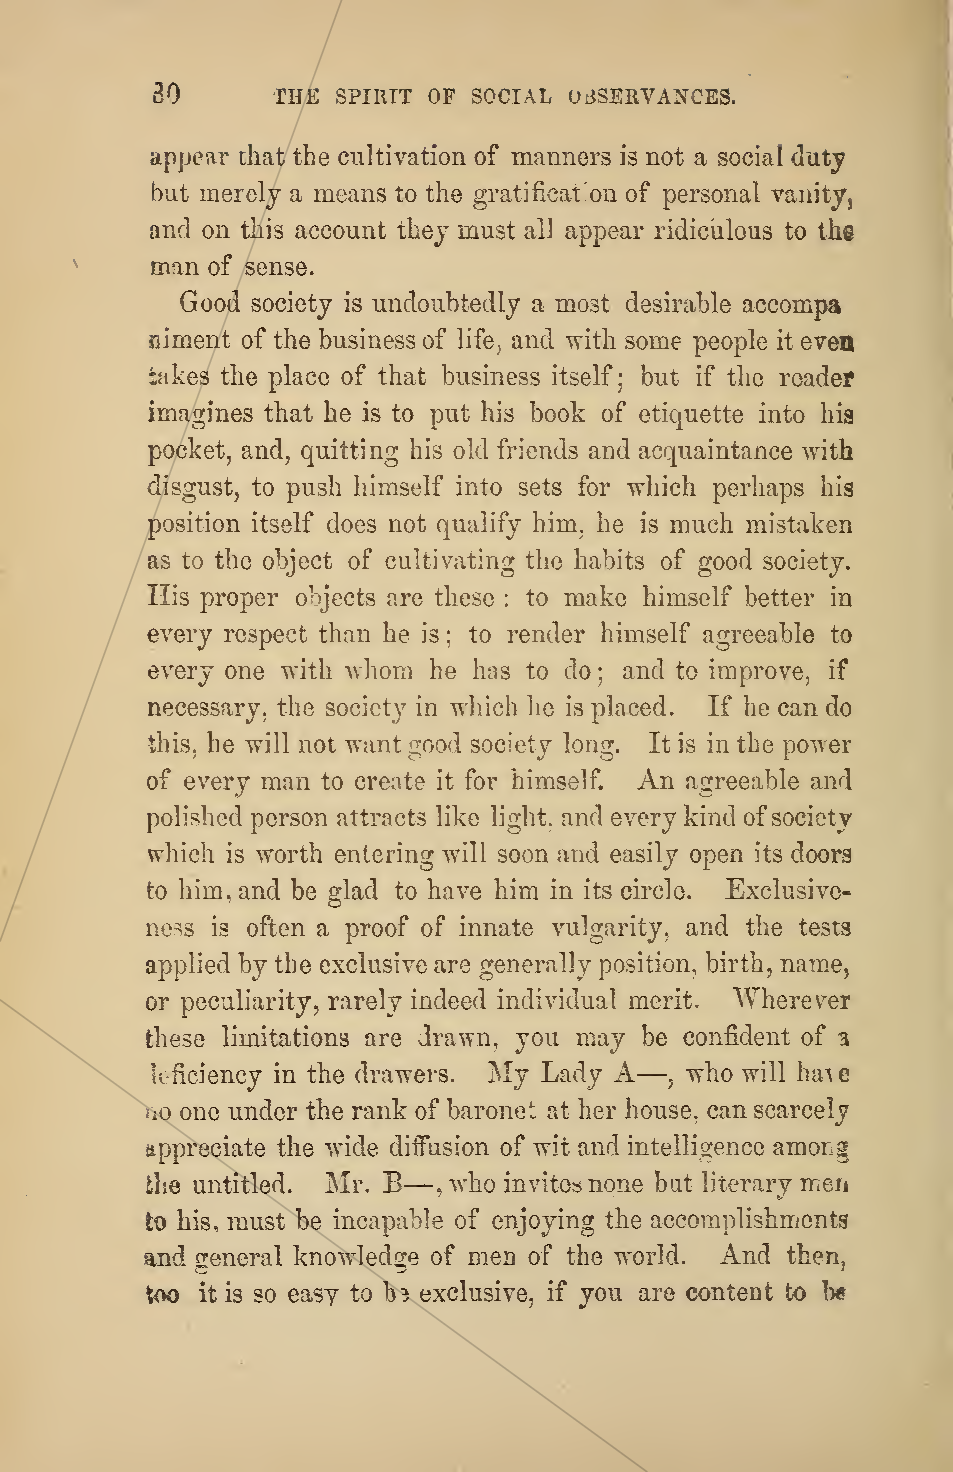 30 THE SPIRIT OF SOCIAL OBSERVANCES.
appear that the cultivation of manners is not a social duty
but merely a means to the gratification of personal vanity,
and on this account they must all appear ridiculous to the
man of sense.
Good society is undoubtedly a most desirable accompa
niment of the business of life, and with some people it even
takes the place of that business itself; but if the reader
imagines that he is to put his book of etiquette into his
pocket, and, quitting his old friends and acquaintance with
disgust, to push himself into sets for which perhaps his
position itself does not qualify him, he is much mistaken
as to the object of cultivating the habits of good society.
His proper objects are these : to make himself better in
every respect than he is; to render himself agreeable to
every one with whom he has to do; and to improve, if
necessary, the society in which he is placed. If he can do
this, he will not want good society long. It is in the power
of every man to create it for himself. An agreeable and
polished person attracts like light, and every kind of society
which is worth entering will soon and easily open its doors
to him, and be glad to have him in its circle. Exclusive-
ness is often a proof of innate vulgarity, and the tests
applied by the exclusive are generally position, birth, name,
or peculiarity, rarely indeed individual merit. Wherever
these limitations are drawn, you may be confident of a
deficiency in the drawers. My Lady A—, who will have
no one under the rank of baronet at her house, can scarcely
appreciate the wide diffusion of wit and intelligence among
the untitled. Mr. B—, who invites none but literary men
to his, must be incapable of enjoying the accomplishments
and general knowledge of men of the world. And then,
too it is so easy to be exclusive, if you are content to be